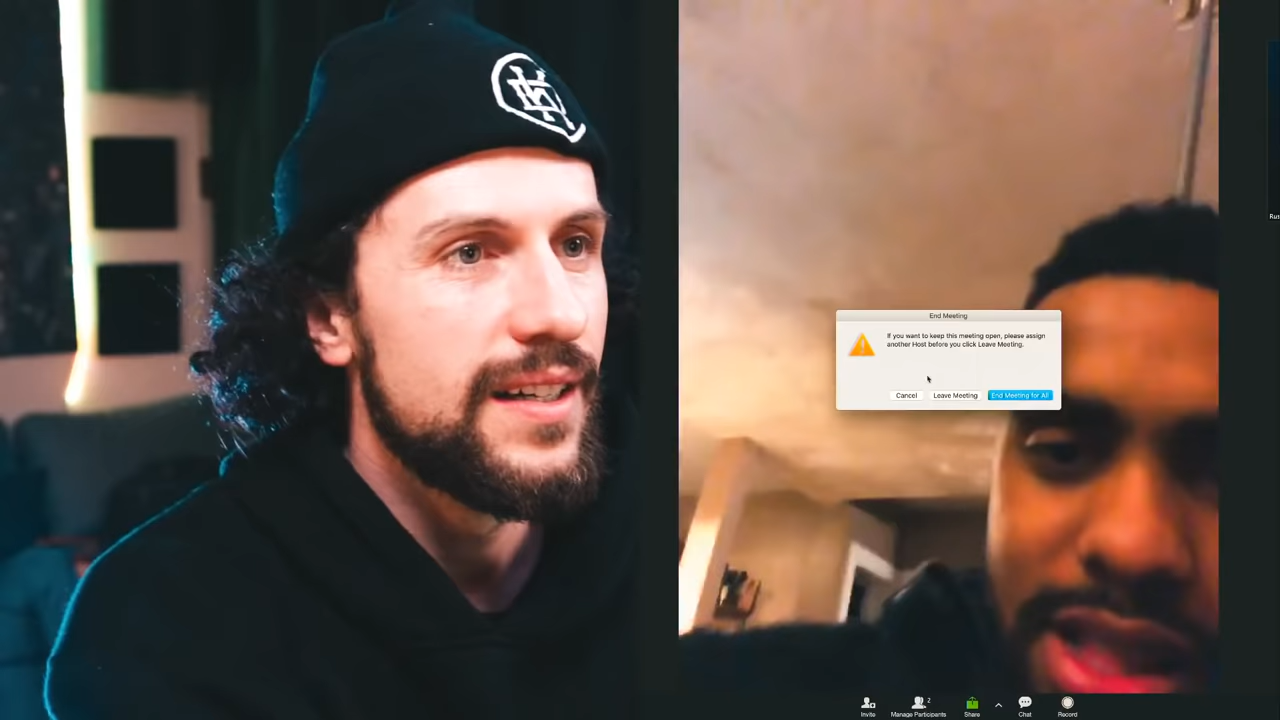 End Meeting
If you want to keep this meeting open, please assign
another Host before you click Leave Meeting.
Cancel
Leave Meeting
End Meeting for All
Rus
2
Invite
Manage Participants
Share
Chat
Record